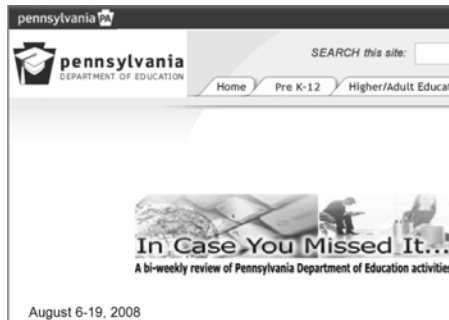 pennsylvania PA
pennsylvania
DEPARTMENT OF EDUCATION
SEARCH this site:
Home Pre K-12 Higher/Adult Educat
In Case You Missed It...
A bi-weekly review of Pennsylvania Department of Education activities
August 6-19, 2008